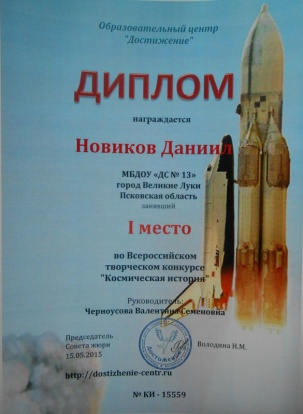 Образовательный центр
"Достижение"
ДИПЛОМ
награждается
Новиков Даниил
МБДОУ «ДС № 13»
город Великие Луки
Псковская область
занявший
I место
во Всероссийском
творческом конкурсе
"Космическая история"
Руководитель:
Черноусова Валентина Семеновна
Председатель
Совета жюри
15.05.2015
Володина Н.М.
http://dostizhenie-centr.ru
№ КИ - 15559